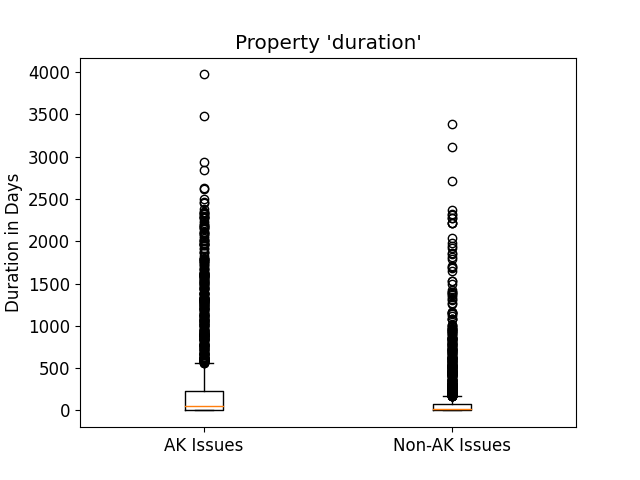 Property 'duration'
4000
3500
3000
2500
2000
1500
1000
500
0
Duration in Days
AK Issues
Non-AK Issues